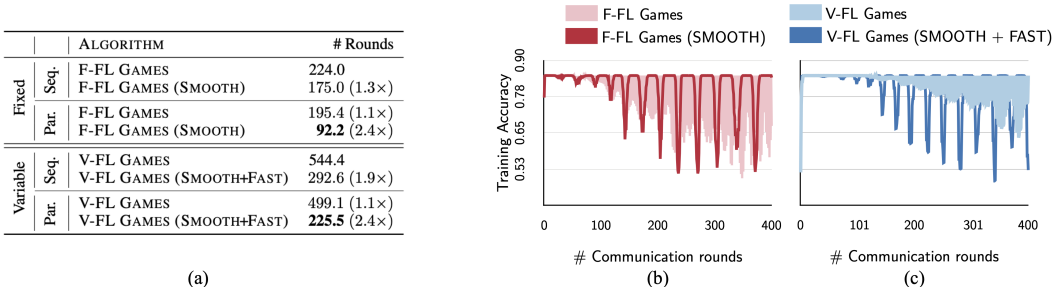 (a)
ALGORITHM # Rounds
Fixed
Seq.
F-FL GAMES 224.0
F-FL GAMES (SMOOTH) 175.0 (1.3×)
Par.
F-FL GAMES 195.4 (1.1×)
F-FL GAMES (SMOOTH) 92.2 (2.4×)
Variable
Seq.
V-FL GAMES 544.4
V-FL GAMES (SMOOTH+FAST) 292.6 (1.9×)
Par.
V-FL GAMES 499.1 (1.1×)
V-FL GAMES (SMOOTH+FAST) 225.5 (2.4×)
F-FL Games
F-FL Games (SMOOTH)
Training Accuracy
0.90
0.78
0.65
0.53
0 100 200 300 400
# Communication rounds
(b)
V-FL Games
V-FL Games (SMOOTH + FAST)
0 101 200 301 400
# Communication rounds
(c)